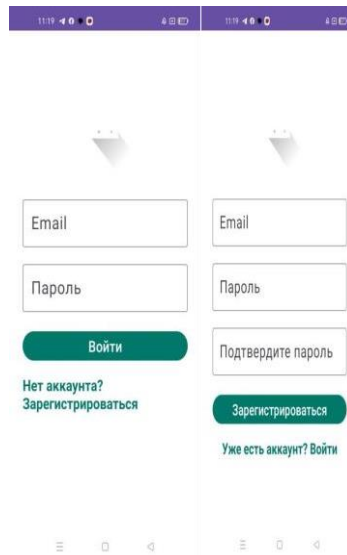 11:19
Email
Пароль
Войти
Нет аккаунта?
Зарегистрироваться
11:19
Email
Пароль
Подтвердите пароль
Зарегистрироваться
Уже есть аккаунт? Войти